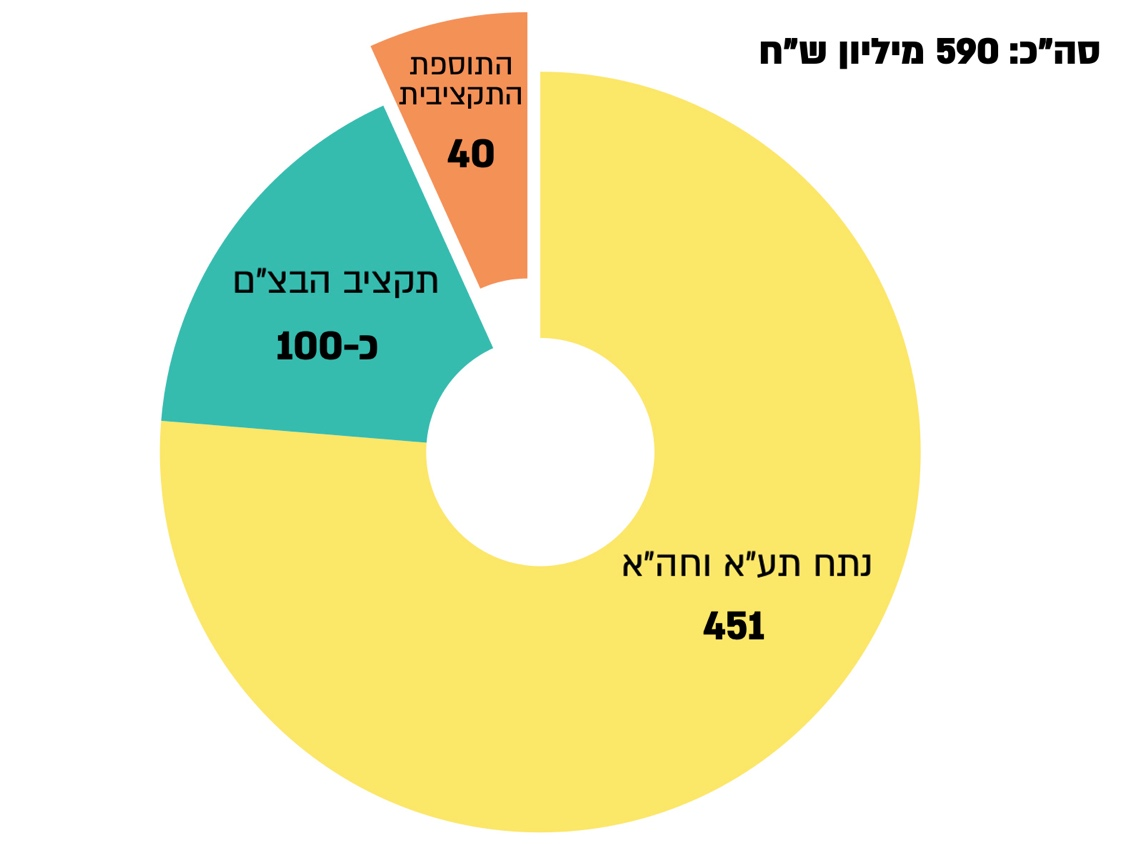 סה"כ: 590 מיליון ש"ח
התוספת
התקציבית
40
תקציב הבצ"ם
כ-100
נתח תע"א וחה"א
451